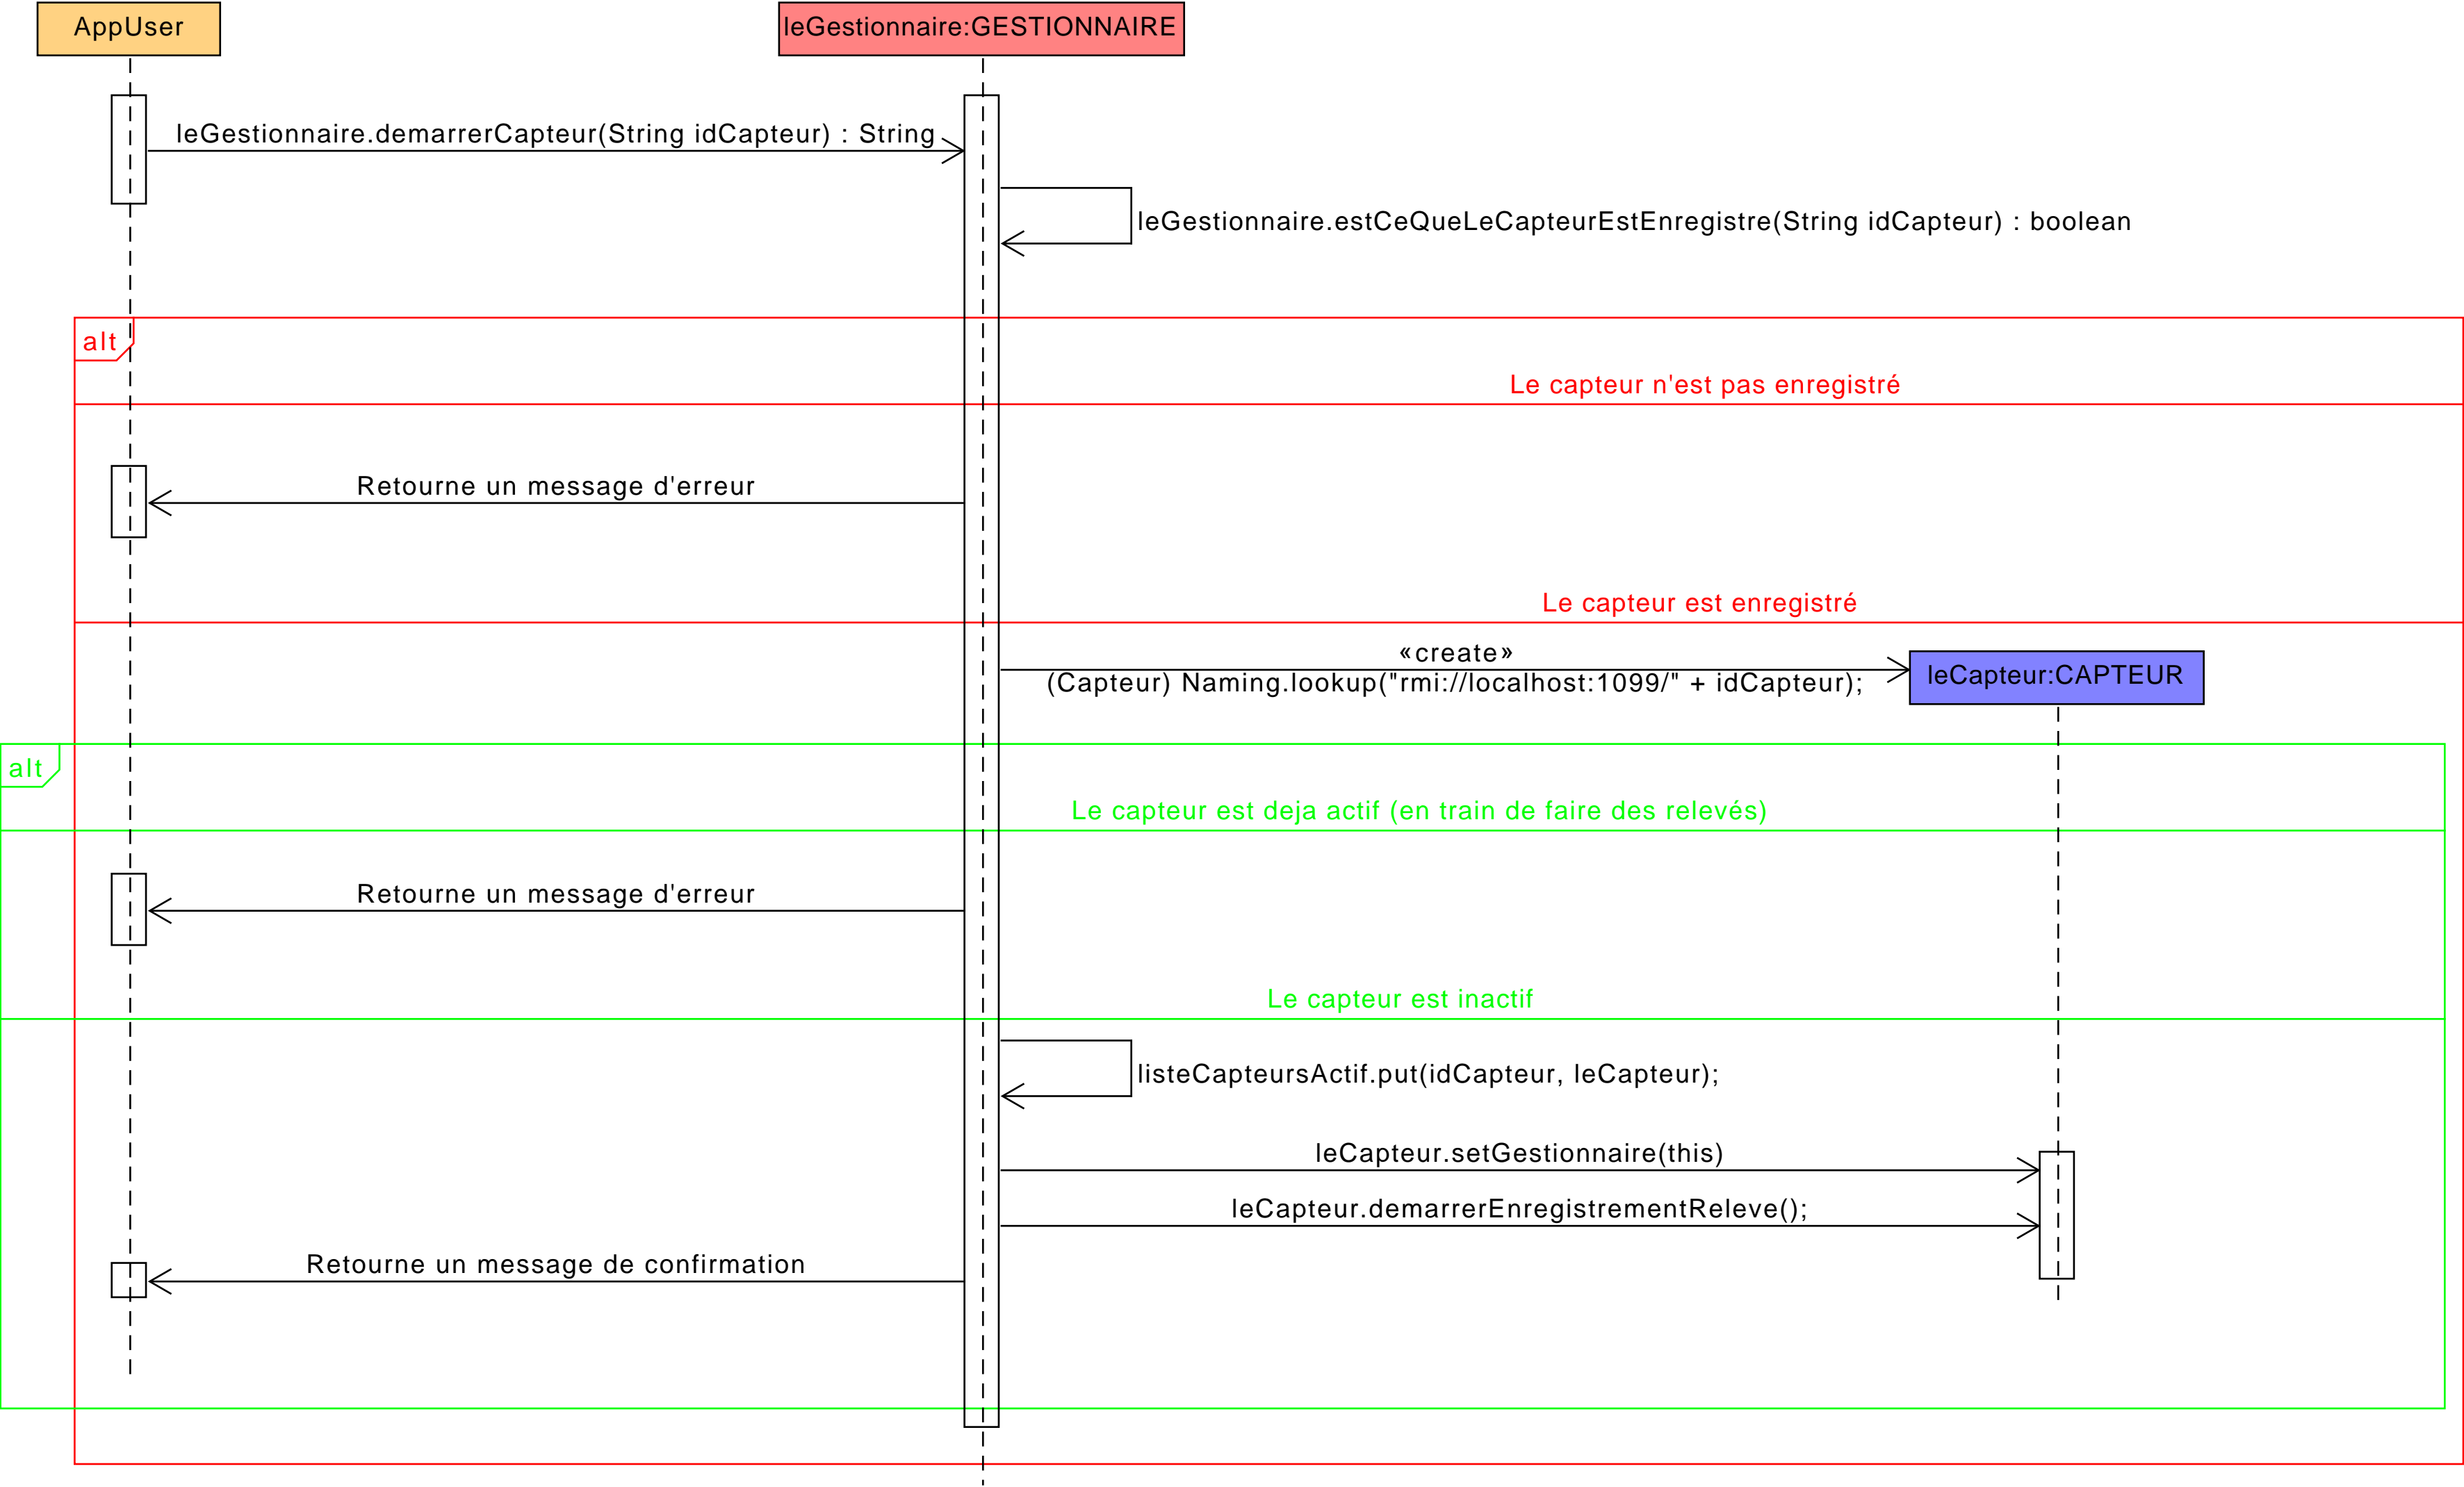 AppUser
leGestionnaire:GESTIONNAIRE
leGestionnaire.demarrerCapteur(String idCapteur) : String
leGestionnaire.estCeQueLeCapteurEstEnregistre(String idCapteur) : boolean
alt
Le capteur n'est pas enregistré
Retourne un message d'erreur
Le capteur est enregistré
«create»
(Capteur) Naming.lookup("rmi://localhost:1099/" + idCapteur);
leCapteur:CAPTEUR
alt
Le capteur est deja actif (en train de faire des relevés)
Retourne un message d'erreur
Le capteur est inactif
listeCapteursActif.put(idCapteur, leCapteur);
leCapteur.setGestionnaire(this)
leCapteur.demarrerEnregistrementReleve();
Retourne un message de confirmation